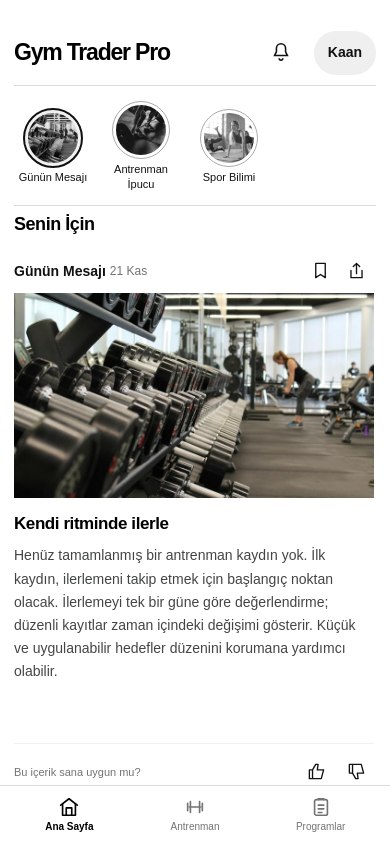 Gym Trader Pro
Kaan
Günün Mesajı
Antrenman
İpucu
Spor Bilimi
Senin İçin
Günün Mesajı 21 Kas
Kendi ritminde ilerle
Henüz tamamlanmış bir antrenman kaydın yok. İlk
kaydın, ilerlemeni takip etmek için başlangıç noktan
olacak. İlerlemeyi tek bir güne göre değerlendirme;
düzenli kayıtlar zaman içindeki değişimi gösterir. Küçük
ve uygulanabilir hedefler düzenini korumana yardımcı
olabilir.
Bu içerik sana uygun mu?
Ana Sayfa
Antrenman
Programlar